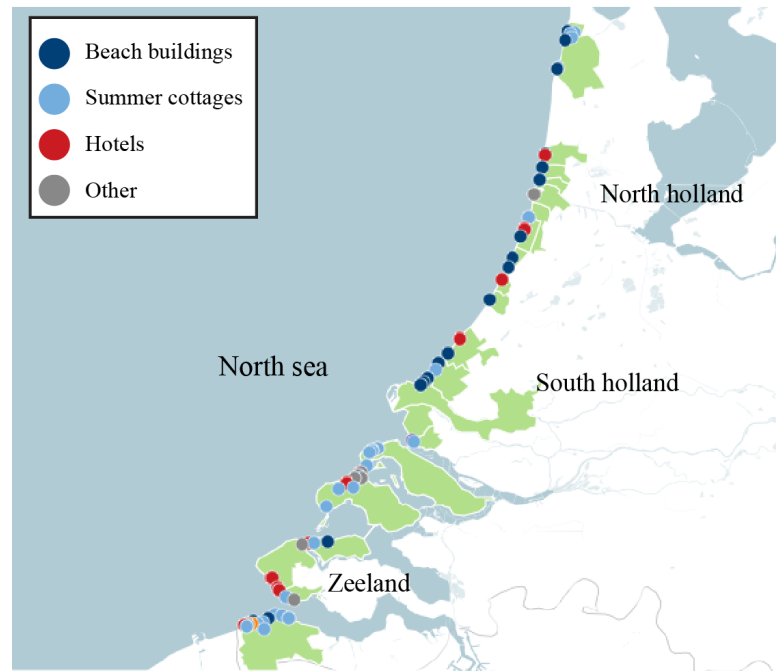 Beach buildings
Summer cottages
Hotels
Other
North holland
North sea
South holland
Zeeland